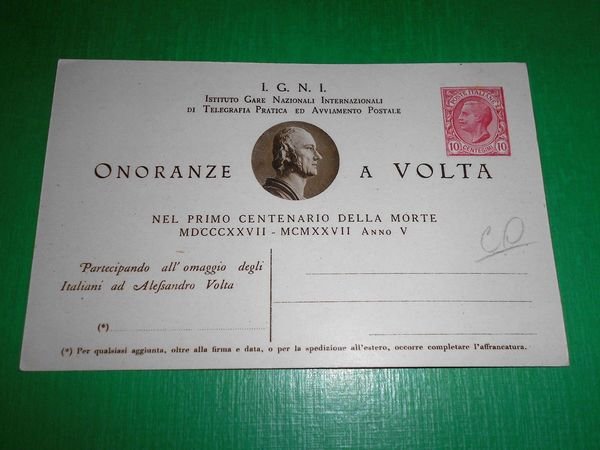 I. G. N. I.
Istituto Gare Nazionali Internazionali
di Telegrafia Pratica ed Avviamento Postale
POSTE ITALIANE
10 CENTESIMI 10
Onoranze a Volta
nel primo centenario della morte
MDCCCXXVII - MCMXXVII Anno V
Partecipando all'omaggio degli
Italiani ad Aleſsandro Volta
(*)
(*) Per qualsiasi aggiunta, oltre alla firma e data, o per la spedizione all'estero, occorre completare l'affrancatura.